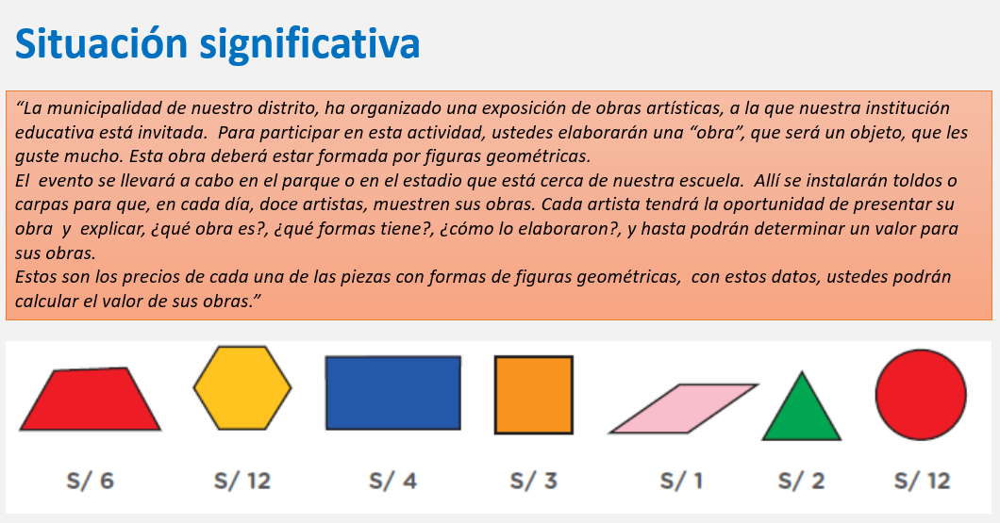 Situación significativa
“La municipalidad de nuestro distrito, ha organizado una exposición de obras artísticas, a la que nuestra institución
educativa está invitada.  Para participar en esta actividad, ustedes elaborarán una “obra”, que será un objeto, que les
guste mucho. Esta obra deberá estar formada por figuras geométricas.
El  evento se llevará a cabo en el parque o en el estadio que está cerca de nuestra escuela.  Allí se instalarán toldos o
carpas para que, en cada día, doce artistas, muestren sus obras. Cada artista tendrá la oportunidad de presentar su
obra  y  explicar, ¿qué obra es?, ¿qué formas tiene?, ¿cómo lo elaboraron?, y hasta podrán determinar un valor para
sus obras.
Estos son los precios de cada una de las piezas con formas de figuras geométricas,  con estos datos, ustedes podrán
calcular el valor de sus obras.”
S/ 6 S/ 12 S/ 4 S/ 3 S/ 1 S/ 2 S/ 12